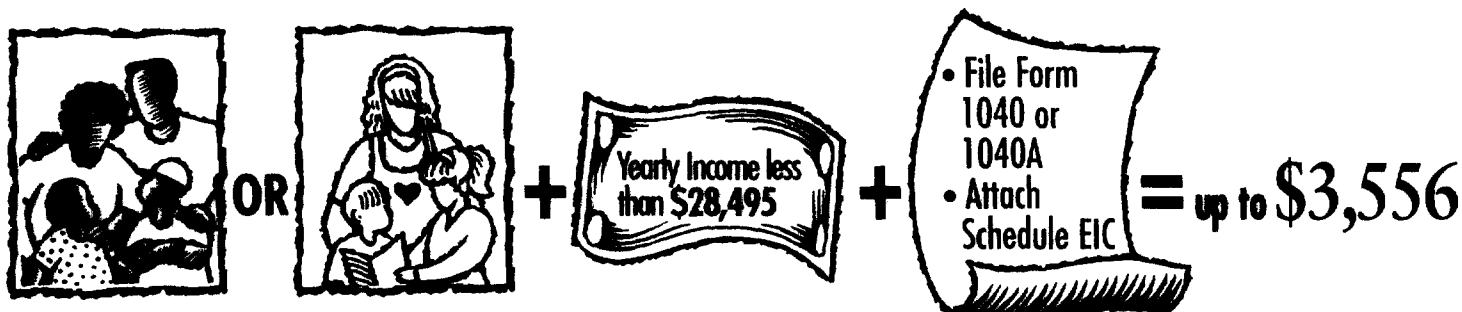 OR
+
Yearly Income less
than $28,495
+
• File Form
1040 or
1040A
• Attach
Schedule EIC
= up to $3,556